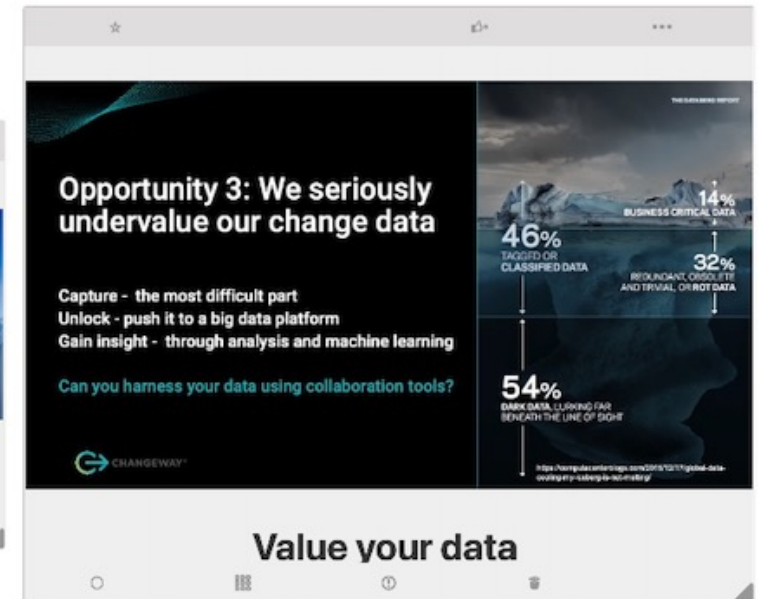 THE DATABERG REPORT
Opportunity 3: We seriously
undervalue our change data
Capture - the most difficult part
Unlock - push it to a big data platform
Gain insight - through analysis and machine learning
Can you harness your data using collaboration tools?
CHANGEWAY
46%
TAGGED OR
CLASSIFIED DATA
14%
BUSINESS CRITICAL DATA
32%
REDUNDANT, OBSOLETE
AND TRIVIAL, OR ROT DATA
54%
DARK DATA, LURKING FAR
BENEATH THE LINE OF SIGHT
Value your data